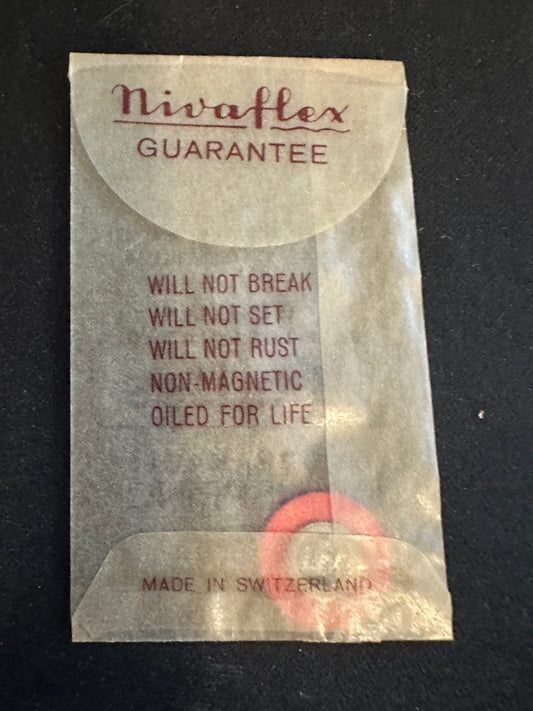 Nivaflex
GUARANTEE
WILL NOT BREAK
WILL NOT SET
WILL NOT RUST
NON-MAGNETIC
OILED FOR LIFE
MADE IN SWITZERLAND